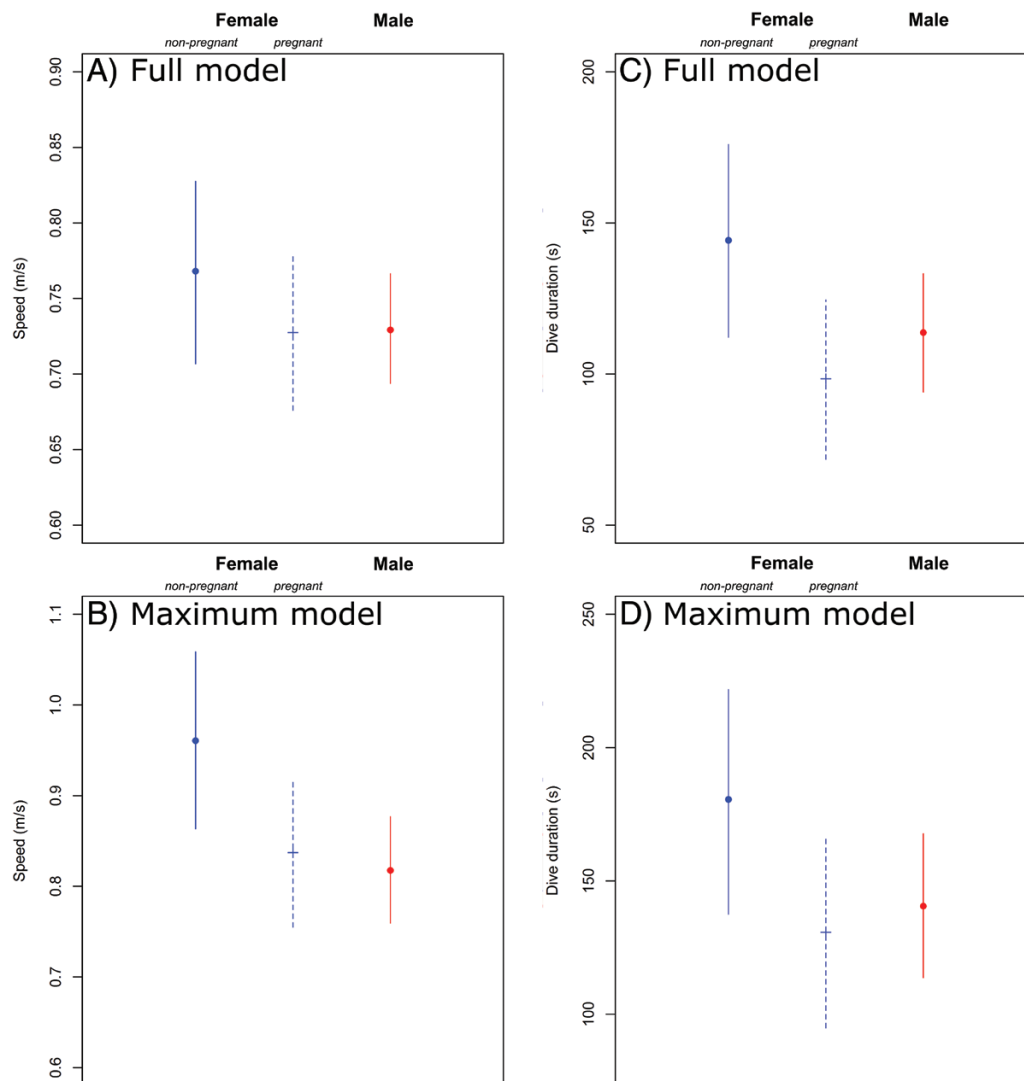 Female Male
non-pregnant pregnant
A) Full model
0.90
0.85
0.80
0.75
0.70
0.65
0.60
Speed (m/s)
Female Male
non-pregnant pregnant
C) Full model
200
150
100
50
Dive duration (s)
Female Male
non-pregnant pregnant
B) Maximum model
1.1
1.0
0.9
0.8
0.7
0.6
Speed (m/s)
Female Male
non-pregnant pregnant
D) Maximum model
250
200
150
100
Dive duration (s)